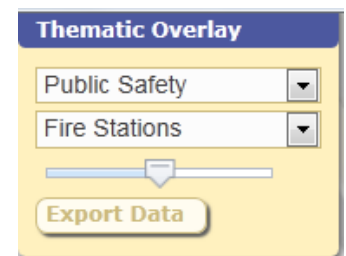 Thematic Overlay
Public Safety
Fire Stations
Export Data